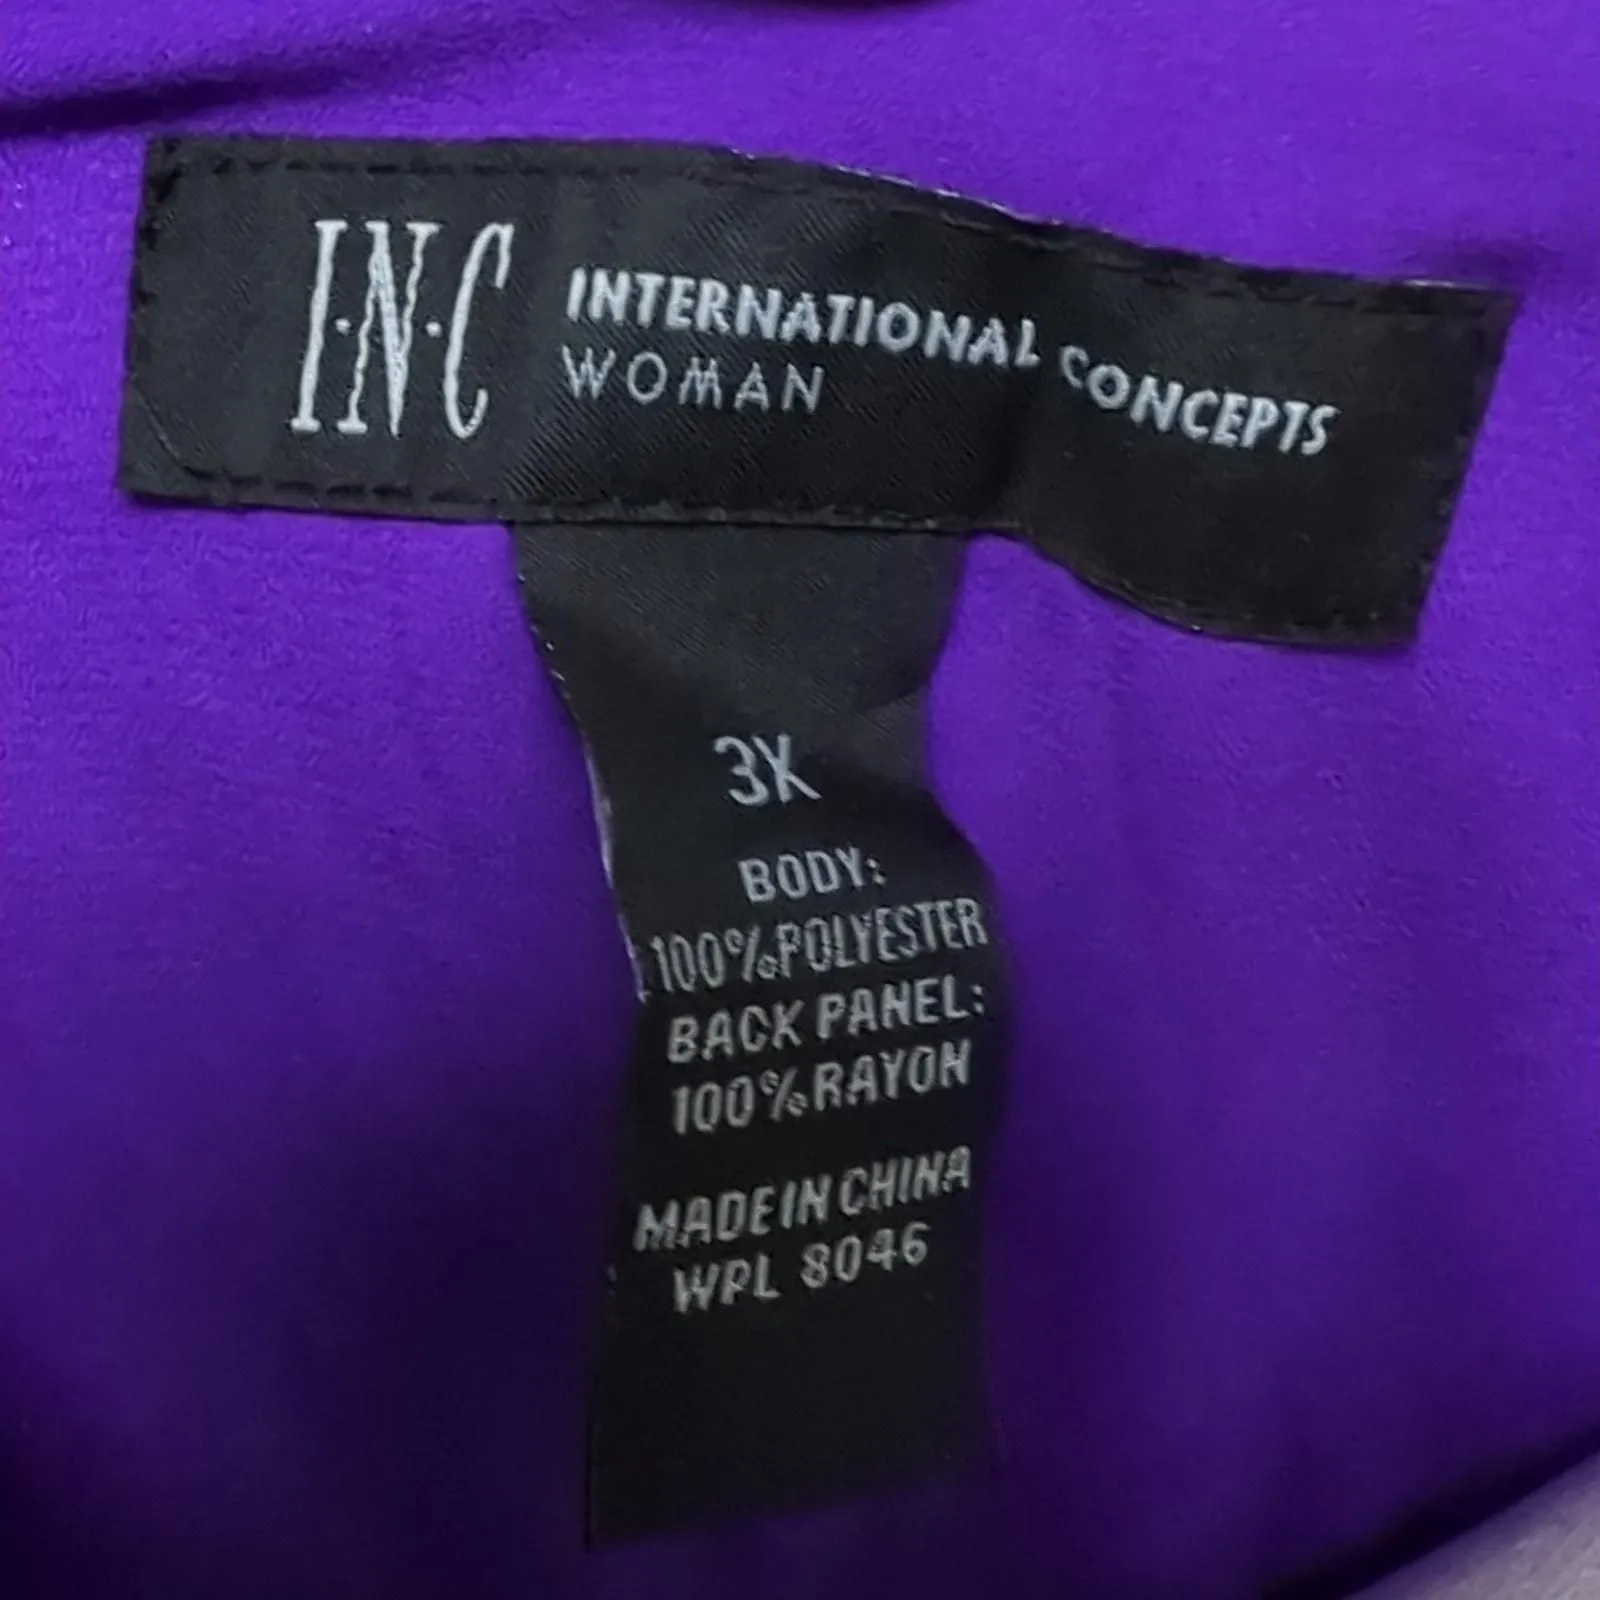 I·N·C INTERNATIONAL CONCEPTS
WOMAN
3X
BODY:
100%POLYESTER
BACK PANEL:
100%RAYON
MADE IN CHINA
WPL 8046